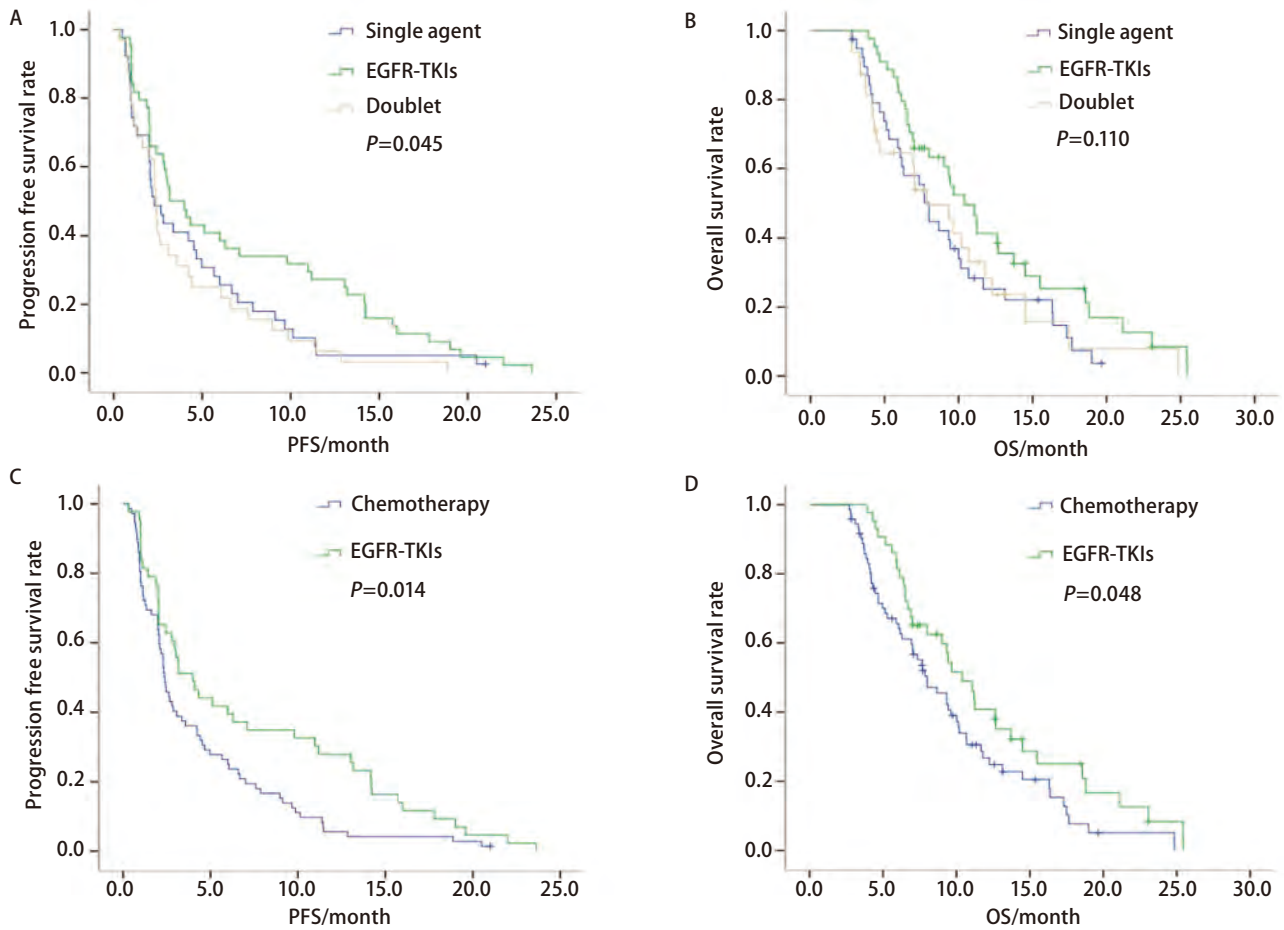 A
Single agent
EGFR-TKIs
Doublet
P=0.045
Progression free survival rate
1.0
0.8
0.6
0.4
0.2
0.0
0.0 5.0 10.0 15.0 20.0 25.0
PFS/month
B
Single agent
EGFR-TKIs
Doublet
P=0.110
Overall survival rate
1.0
0.8
0.6
0.4
0.2
0.0
0.0 5.0 10.0 15.0 20.0 25.0 30.0
OS/month
C
Chemotherapy
EGFR-TKIs
P=0.014
Progression free survival rate
1.0
0.8
0.6
0.4
0.2
0.0
0.0 5.0 10.0 15.0 20.0 25.0
PFS/month
D
Chemotherapy
EGFR-TKIs
P=0.048
Overall survival rate
1.0
0.8
0.6
0.4
0.2
0.0
0.0 5.0 10.0 15.0 20.0 25.0 30.0
OS/month